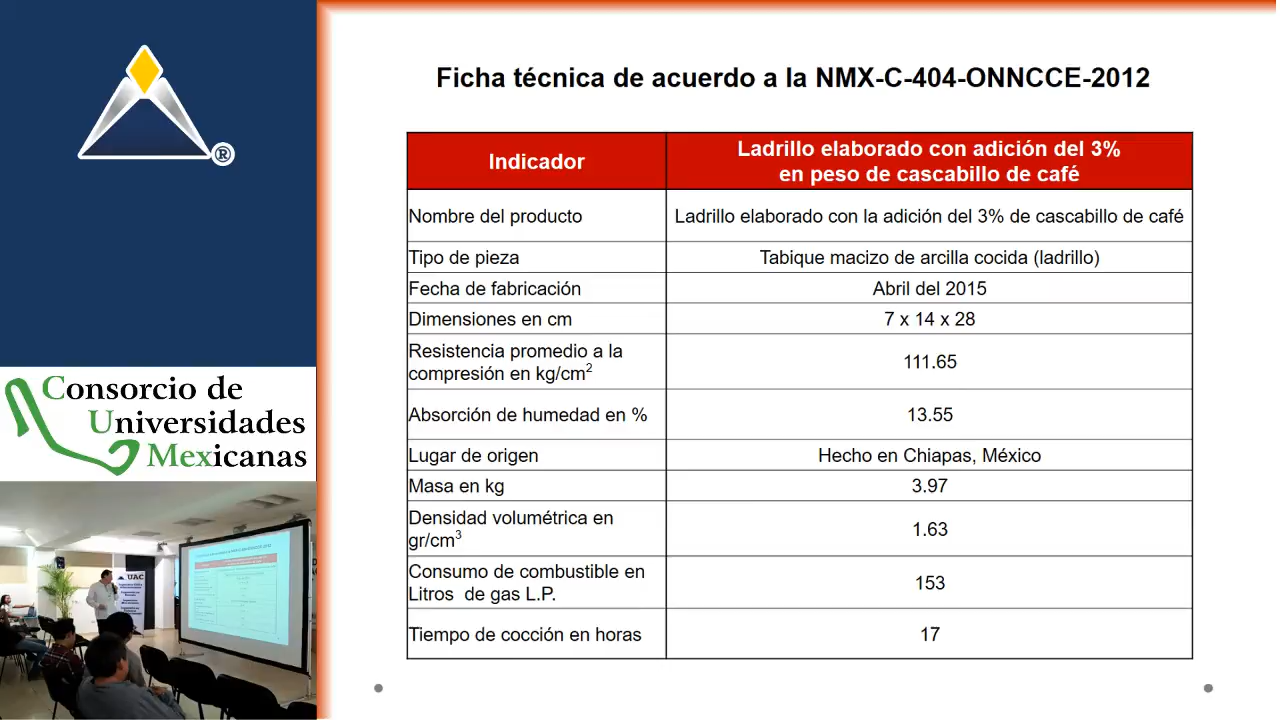 ®
Consorcio de
Universidades
Mexicanas
UAC
Ficha técnica de acuerdo a la NMX-C-404-ONNCCE-2012
Indicador
Ladrillo elaborado con adición del 3%
en peso de cascabillo de café
Nombre del producto
Ladrillo elaborado con la adición del 3% de cascabillo de café
Tipo de pieza
Tabique macizo de arcilla cocida (ladrillo)
Fecha de fabricación
Abril del 2015
Dimensiones en cm
7 x 14 x 28
Resistencia promedio a la
compresión en kg/cm²
111.65
Absorción de humedad en %
13.55
Lugar de origen
Hecho en Chiapas, México
Masa en kg
3.97
Densidad volumétrica en
gr/cm³
1.63
Consumo de combustible en
Litros de gas L.P.
153
Tiempo de cocción en horas
17